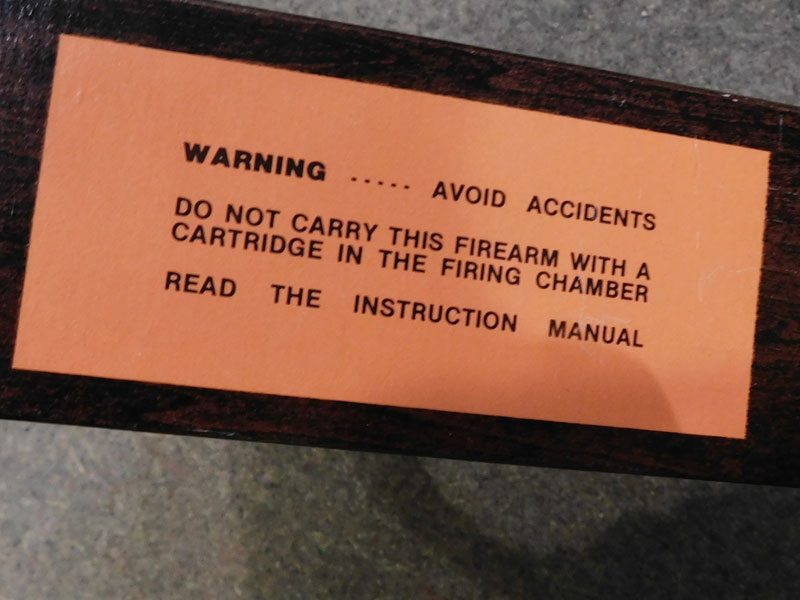 WARNING ..... AVOID ACCIDENTS
DO NOT CARRY THIS FIREARM WITH A
CARTRIDGE IN THE FIRING CHAMBER
READ THE INSTRUCTION MANUAL